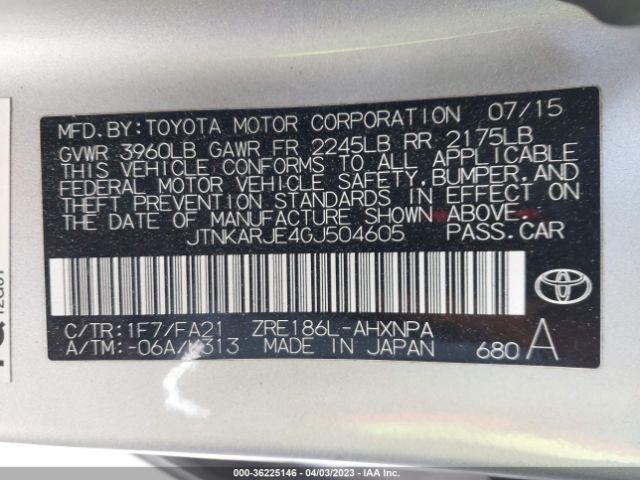 MFD.BY:TOYOTA MOTOR CORPORATION 07/15
GVWR 3960LB GAWR FR 2245LB RR 2175LB
THIS VEHICLE CONFORMS TO ALL APPLICABLE
FEDERAL MOTOR VEHICLE SAFETY,BUMPER,AND
THEFT PREVENTION STANDARDS IN EFFECT ON
THE DATE OF MANUFACTURE SHOWN ABOVE.
JTNKARJE4GJ504605 PASS.CAR
TOYOTA
C/TR:1F7/FA21 ZRE186L-AHXNPA
A/TM:-06A/K313 MADE IN JAPAN 680 A
000-36225146 - 04/03/2023 - IAA Inc.